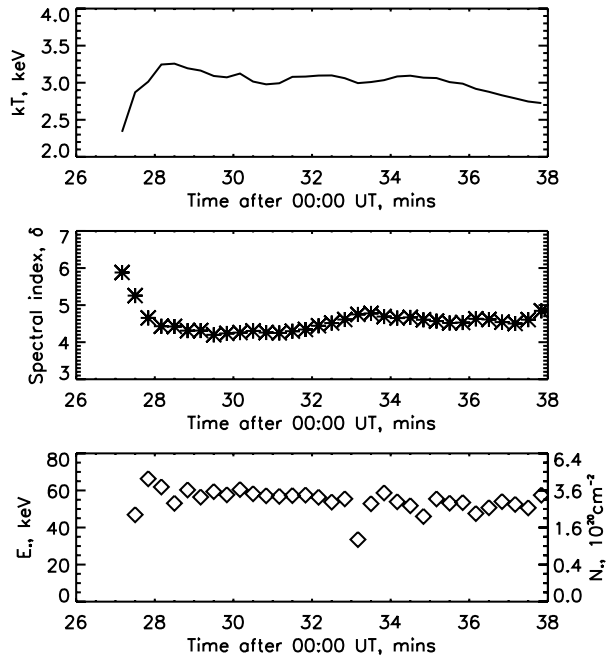 4.0
3.5
3.0
2.5
2.0
kT, keV
26 28 30 32 34 36 38
Time after 00:00 UT, mins
7
6
5
4
3
Spectral index, δ
26 28 30 32 34 36 38
Time after 00:00 UT, mins
80
60
40
20
0
E*, keV
6.4
3.6
1.6
0.4
0.0
N*, 10²⁰cm⁻²
26 28 30 32 34 36 38
Time after 00:00 UT, mins